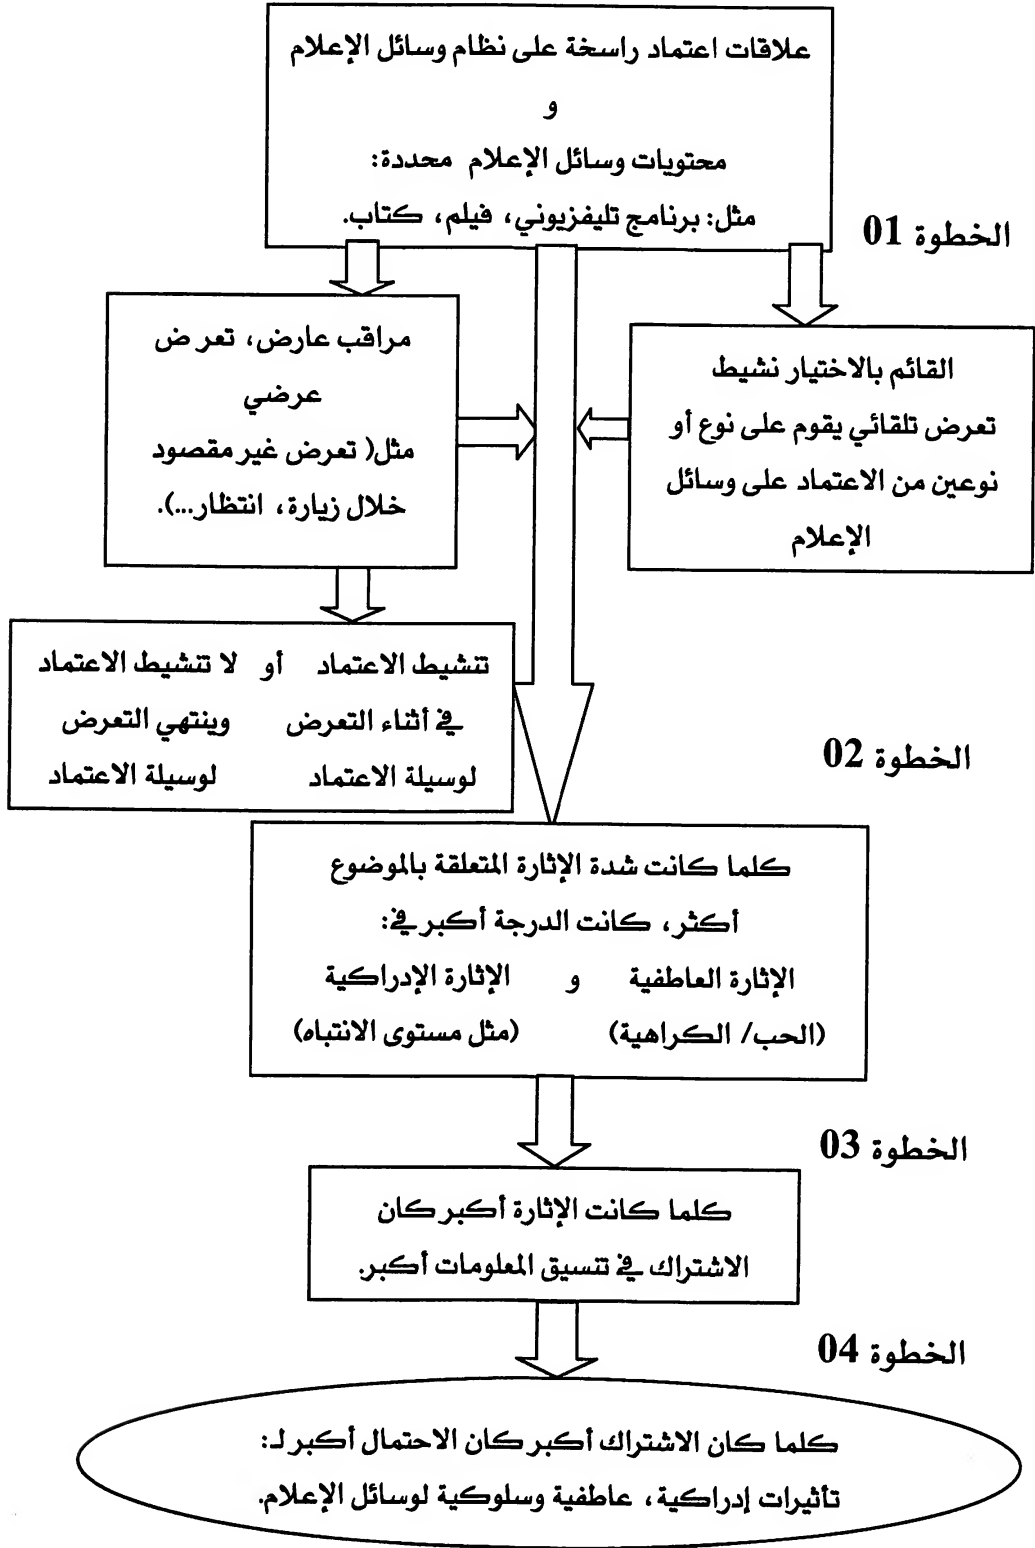 علاقات اعتماد راسخة على نظام وسائل الإعلام
و
محتويات وسائل الإعلام محددة:
مثل: برنامج تليفزيوني، فيلم، كتاب.
الخطوة 01
القائم بالاختيار نشيط
تعرض تلقائي يقوم على نوع أو
نوعين من الاعتماد على وسائل
الإعلام
مراقب عارض، تعرض
عرضي
مثل( تعرض غير مقصود
خلال زيارة، انتظار...).
تنشيط الاعتماد أو لا تنشيط الاعتماد
في أثناء التعرض وينتهي التعرض
لوسيلة الاعتماد لوسيلة الاعتماد
الخطوة 02
كلما كانت شدة الإثارة المتعلقة بالموضوع
أكثر، كانت الدرجة أكبر في:
الإثارة العاطفية و الإثارة الإدراكية
(الحب/ الكراهية) (مثل مستوى الانتباه)
الخطوة 03
كلما كانت الإثارة أكبر كان
الاشتراك في تنسيق المعلومات أكبر.
الخطوة 04
كلما كان الاشتراك أكبر كان الاحتمال أكبر لـ:
تأثيرات إدراكية، عاطفية وسلوكية لوسائل الإعلام.